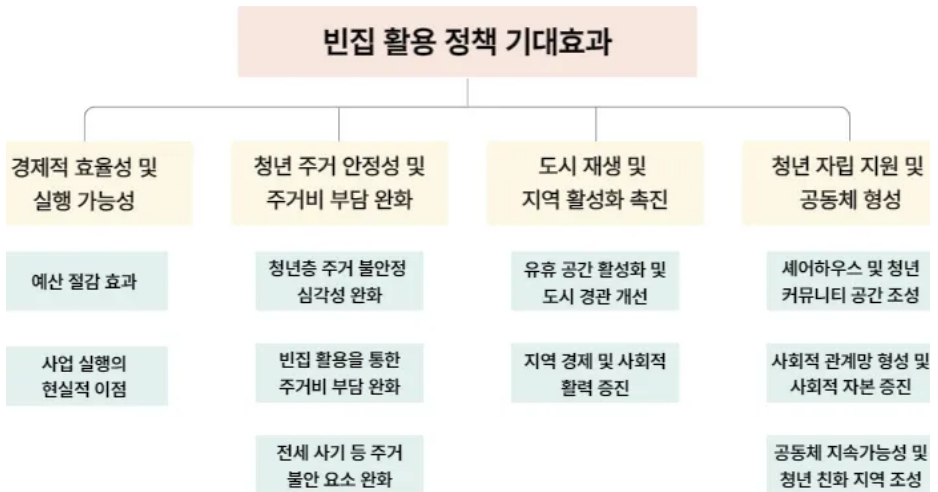 빈집 활용 정책 기대효과
경제적 효율성 및
실행 가능성
예산 절감 효과
사업 실행의
현실적 이점
청년 주거 안정성 및
주거비 부담 완화
청년층 주거 불안정
심각성 완화
빈집 활용을 통한
주거비 부담 완화
전세 사기 등 주거
불안 요소 완화
도시 재생 및
지역 활성화 촉진
유휴 공간 활성화 및
도시 경관 개선
지역 경제 및 사회적
활력 증진
청년 자립 지원 및
공동체 형성
셰어하우스 및 청년
커뮤니티 공간 조성
사회적 관계망 형성 및
사회적 자본 증진
공동체 지속가능성 및
청년 친화 지역 조성